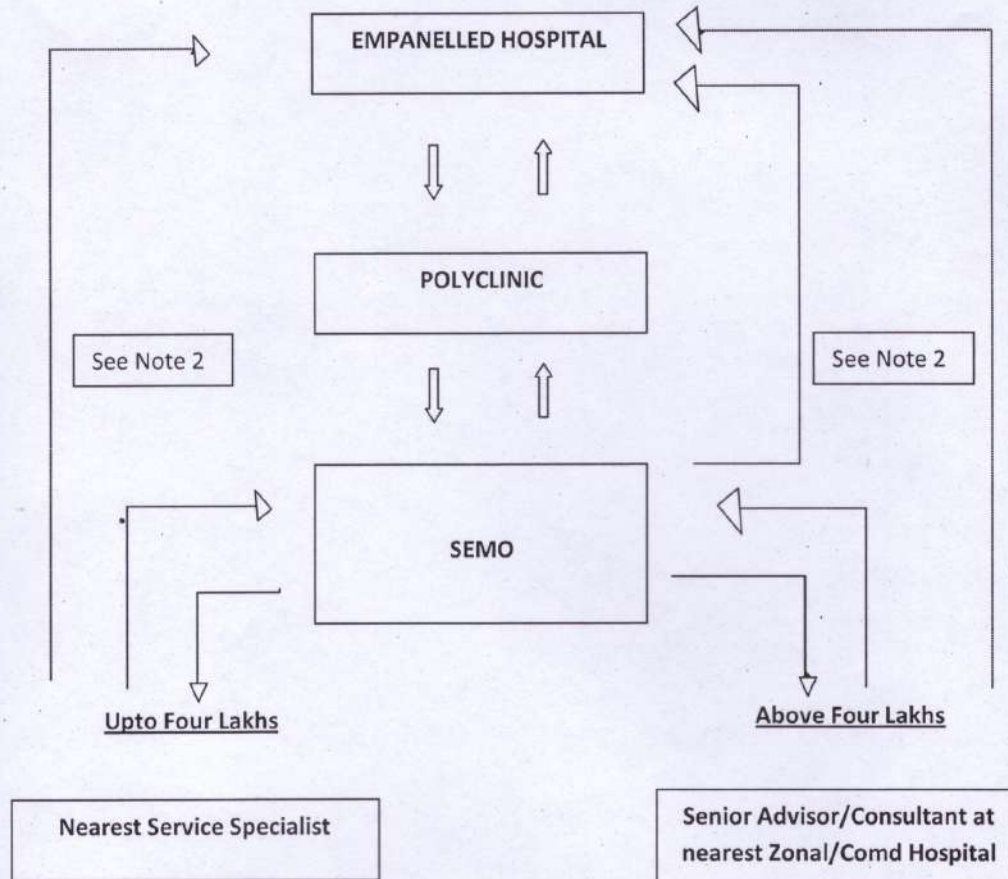 EMPANELLED HOSPITAL
POLYCLINIC
See Note 2
See Note 2
SEMO
Upto Four Lakhs
Above Four Lakhs
Nearest Service Specialist
Senior Advisor/Consultant at
nearest Zonal/Comd Hospital